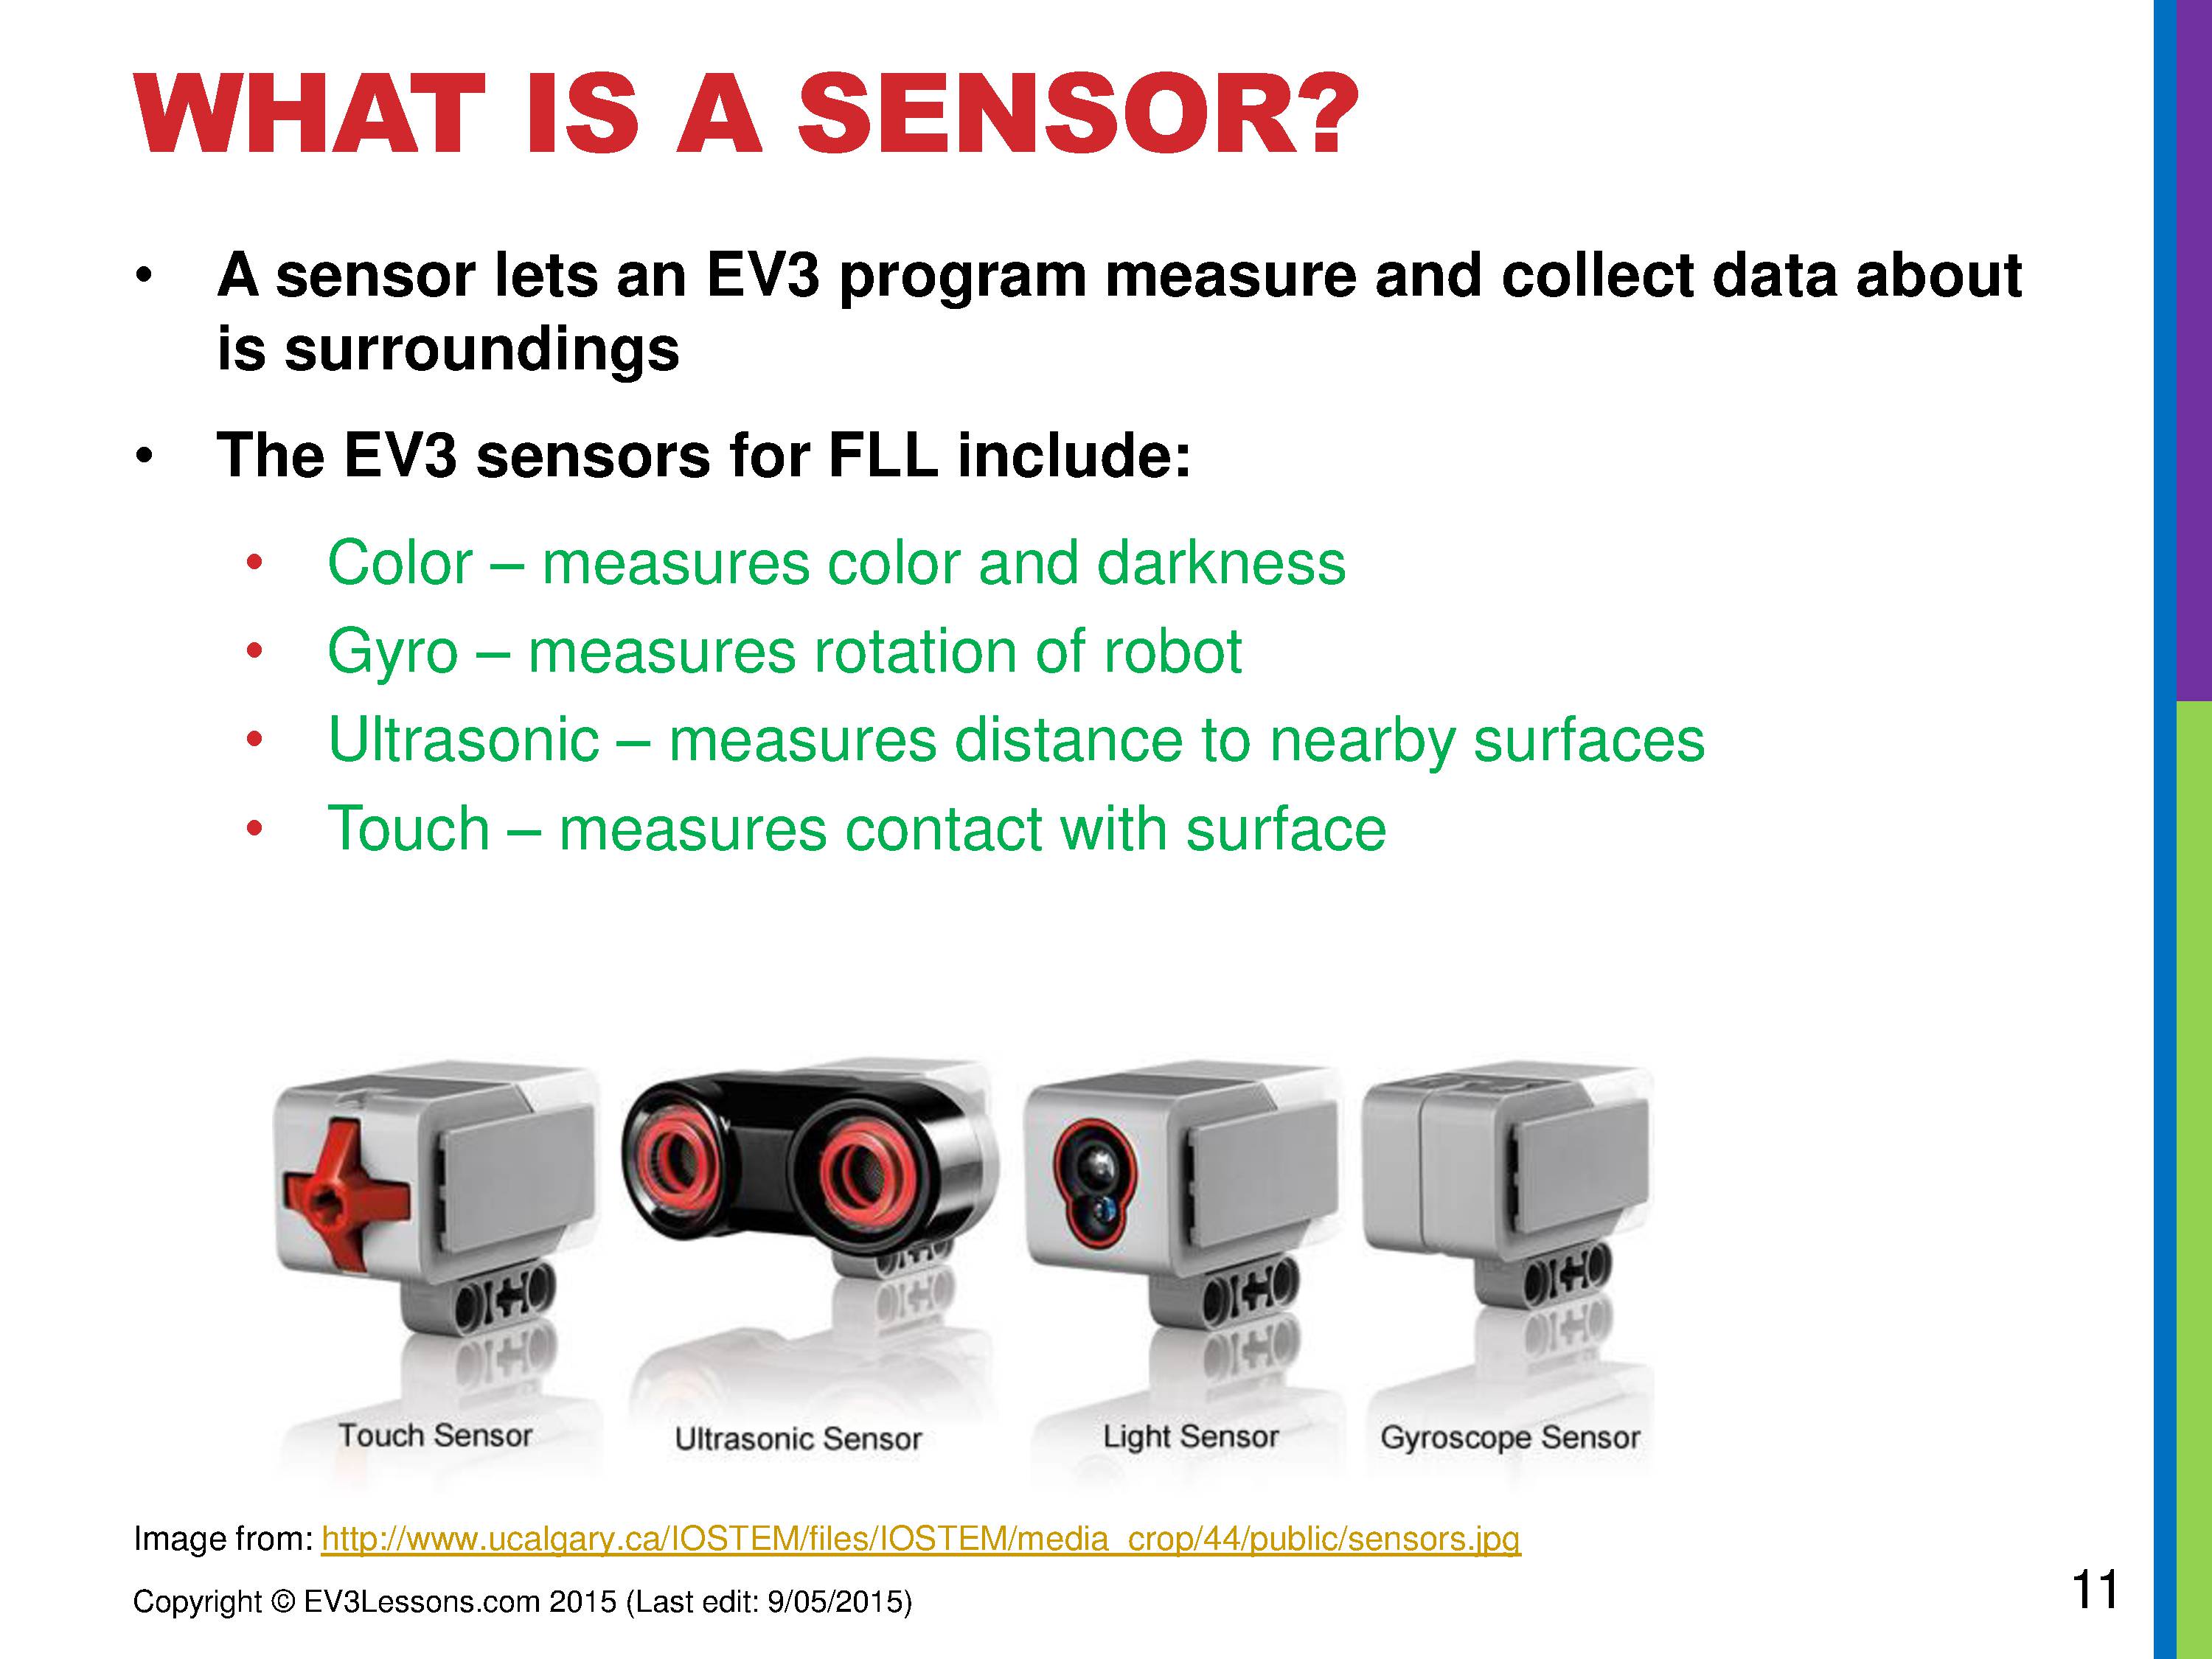 WHAT IS A SENSOR?
• A sensor lets an EV3 program measure and collect data about
is surroundings
• The EV3 sensors for FLL include:
• Color – measures color and darkness
• Gyro – measures rotation of robot
• Ultrasonic – measures distance to nearby surfaces
• Touch – measures contact with surface
Touch Sensor Ultrasonic Sensor Light Sensor Gyroscope Sensor
Image from: http://www.ucalgary.ca/IOSTEM/files/IOSTEM/media_crop/44/public/sensors.jpg
Copyright © EV3Lessons.com 2015 (Last edit: 9/05/2015)
11